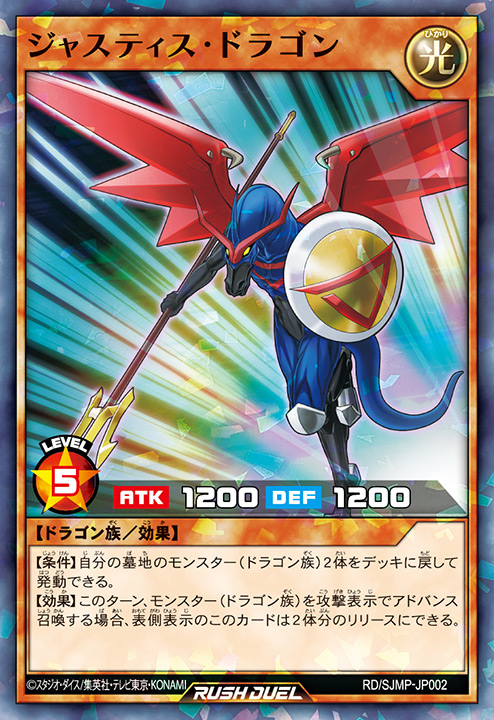 ジャスティス・ドラゴン
ひかり
光
LEVEL
5
ATK 1200 DEF 1200
【ドラゴン族／効果】
【条件】自分の墓地のモンスター（ドラゴン族）2体をデッキに戻して
発動できる。
【効果】このターン、モンスター（ドラゴン族）を攻撃表示でアドバンス
召喚する場合、表側表示のこのカードは2体分のリリースにできる。
©スタジオ・ダイス/集英社・テレビ東京・KONAMI
RUSH DUEL
RD/SJMP-JP002